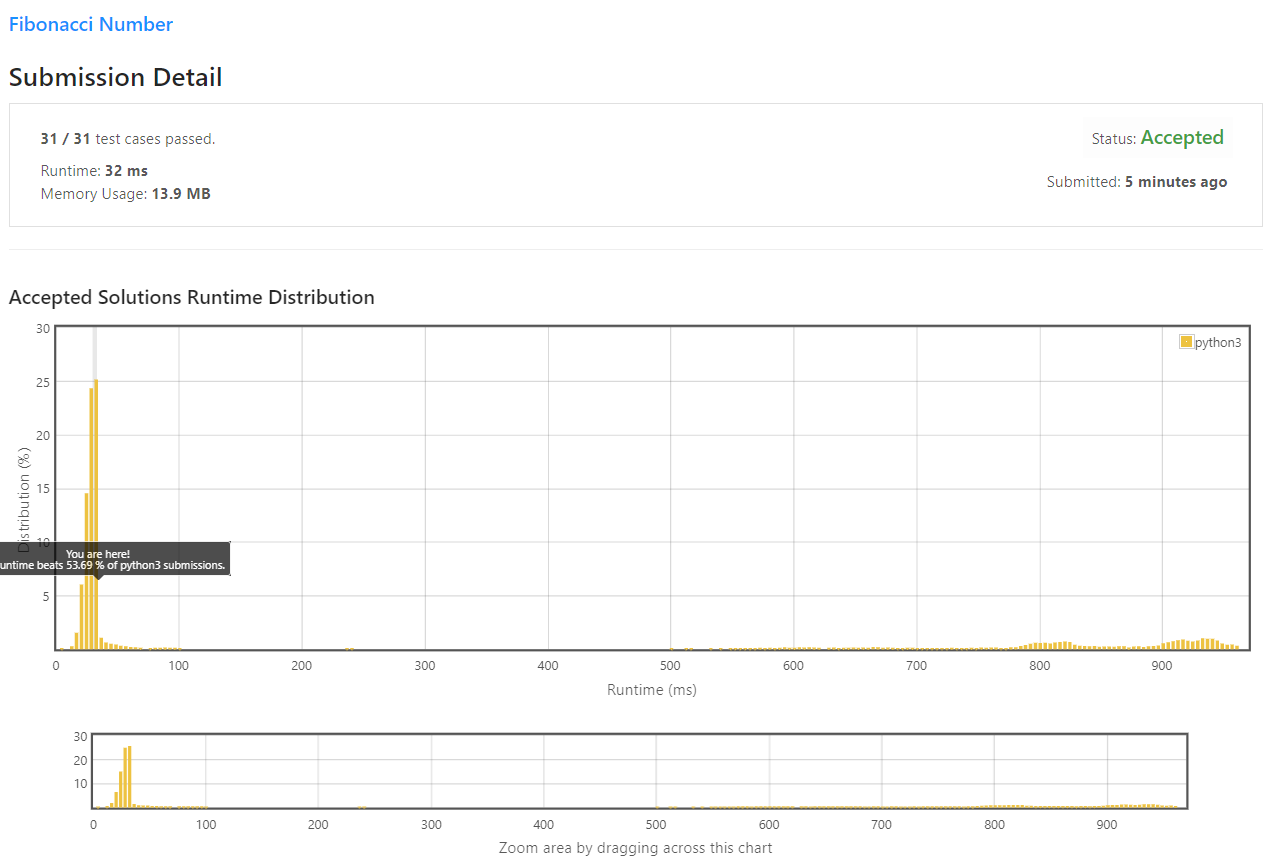 Fibonacci Number
Submission Detail
31 / 31 test cases passed.
Status: Accepted
Runtime: 32 ms
Memory Usage: 13.9 MB
Submitted: 5 minutes ago
Accepted Solutions Runtime Distribution
30
25
20
15
10
5
Distribution (%)
python3
You are here!
untime beats 53.69 % of python3 submissions.
0 100 200 300 400 500 600 700 800 900
Runtime (ms)
30
20
10
0 100 200 300 400 500 600 700 800 900
Zoom area by dragging across this chart